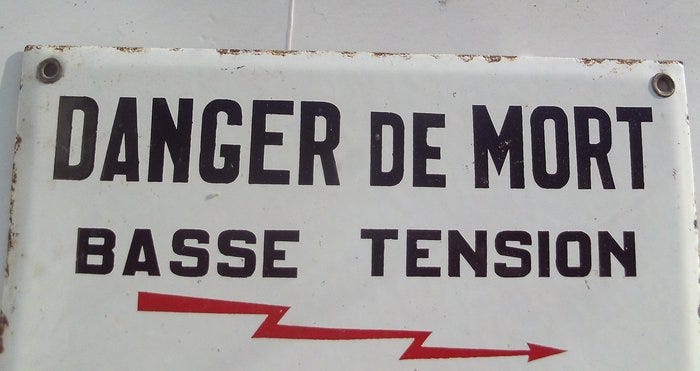 DANGER DE MORT
BASSE TENSION